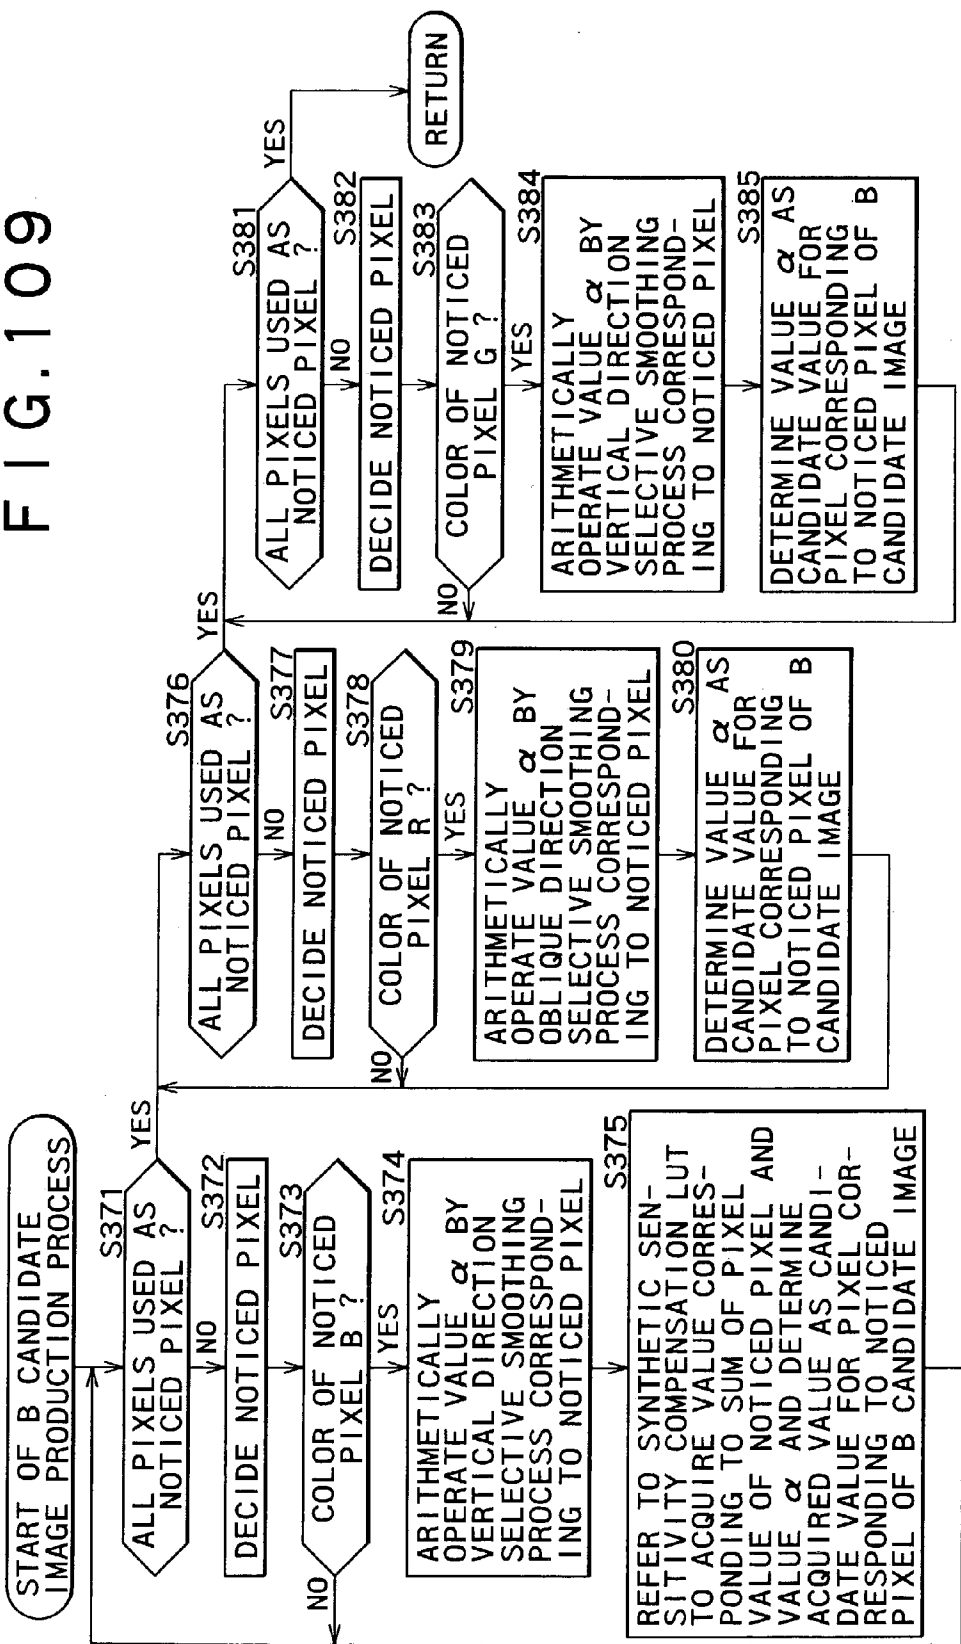 FIG.109
START OF B CANDIDATE
IMAGE PRODUCTION PROCESS
S371
ALL PIXELS USED AS
NOTICED PIXEL ?
YES
NO
S372
DECIDE NOTICED PIXEL
S373
COLOR OF NOTICED
PIXEL B ?
NO
YES
S374
ARITHMETICALLY
OPERATE VALUE α BY
VERTICAL DIRECTION
SELECTIVE SMOOTHING
PROCESS CORRESPOND-
ING TO NOTICED PIXEL
S375
REFER TO SYNTHETIC SEN-
SITIVITY COMPENSATION LUT
TO ACQUIRE VALUE CORRES-
PONDING TO SUM OF PIXEL
VALUE OF NOTICED PIXEL AND
VALUE α AND DETERMINE
ACQUIRED VALUE AS CANDI-
DATE VALUE FOR PIXEL COR-
RESPONDING TO NOTICED
PIXEL OF B CANDIDATE IMAGE
S376
ALL PIXELS USED AS
NOTICED PIXEL ?
YES
NO
S377
DECIDE NOTICED PIXEL
S378
COLOR OF NOTICED
PIXEL R ?
NO
YES
S379
ARITHMETICALLY
OPERATE VALUE α BY
OBLIQUE DIRECTION
SELECTIVE SMOOTHING
PROCESS CORRESPOND-
ING TO NOTICED PIXEL
S380
DETERMINE VALUE α AS
CANDIDATE VALUE FOR
PIXEL CORRESPONDING
TO NOTICED PIXEL OF B
CANDIDATE IMAGE
S381
ALL PIXELS USED AS
NOTICED PIXEL ?
YES
NO
RETURN
S382
DECIDE NOTICED PIXEL
S383
COLOR OF NOTICED
PIXEL G ?
NO
YES
S384
ARITHMETICALLY
OPERATE VALUE α BY
VERTICAL DIRECTION
SELECTIVE SMOOTHING
PROCESS CORRESPOND-
ING TO NOTICED PIXEL
S385
DETERMINE VALUE α AS
CANDIDATE VALUE FOR
PIXEL CORRESPONDING
TO NOTICED PIXEL OF B
CANDIDATE IMAGE